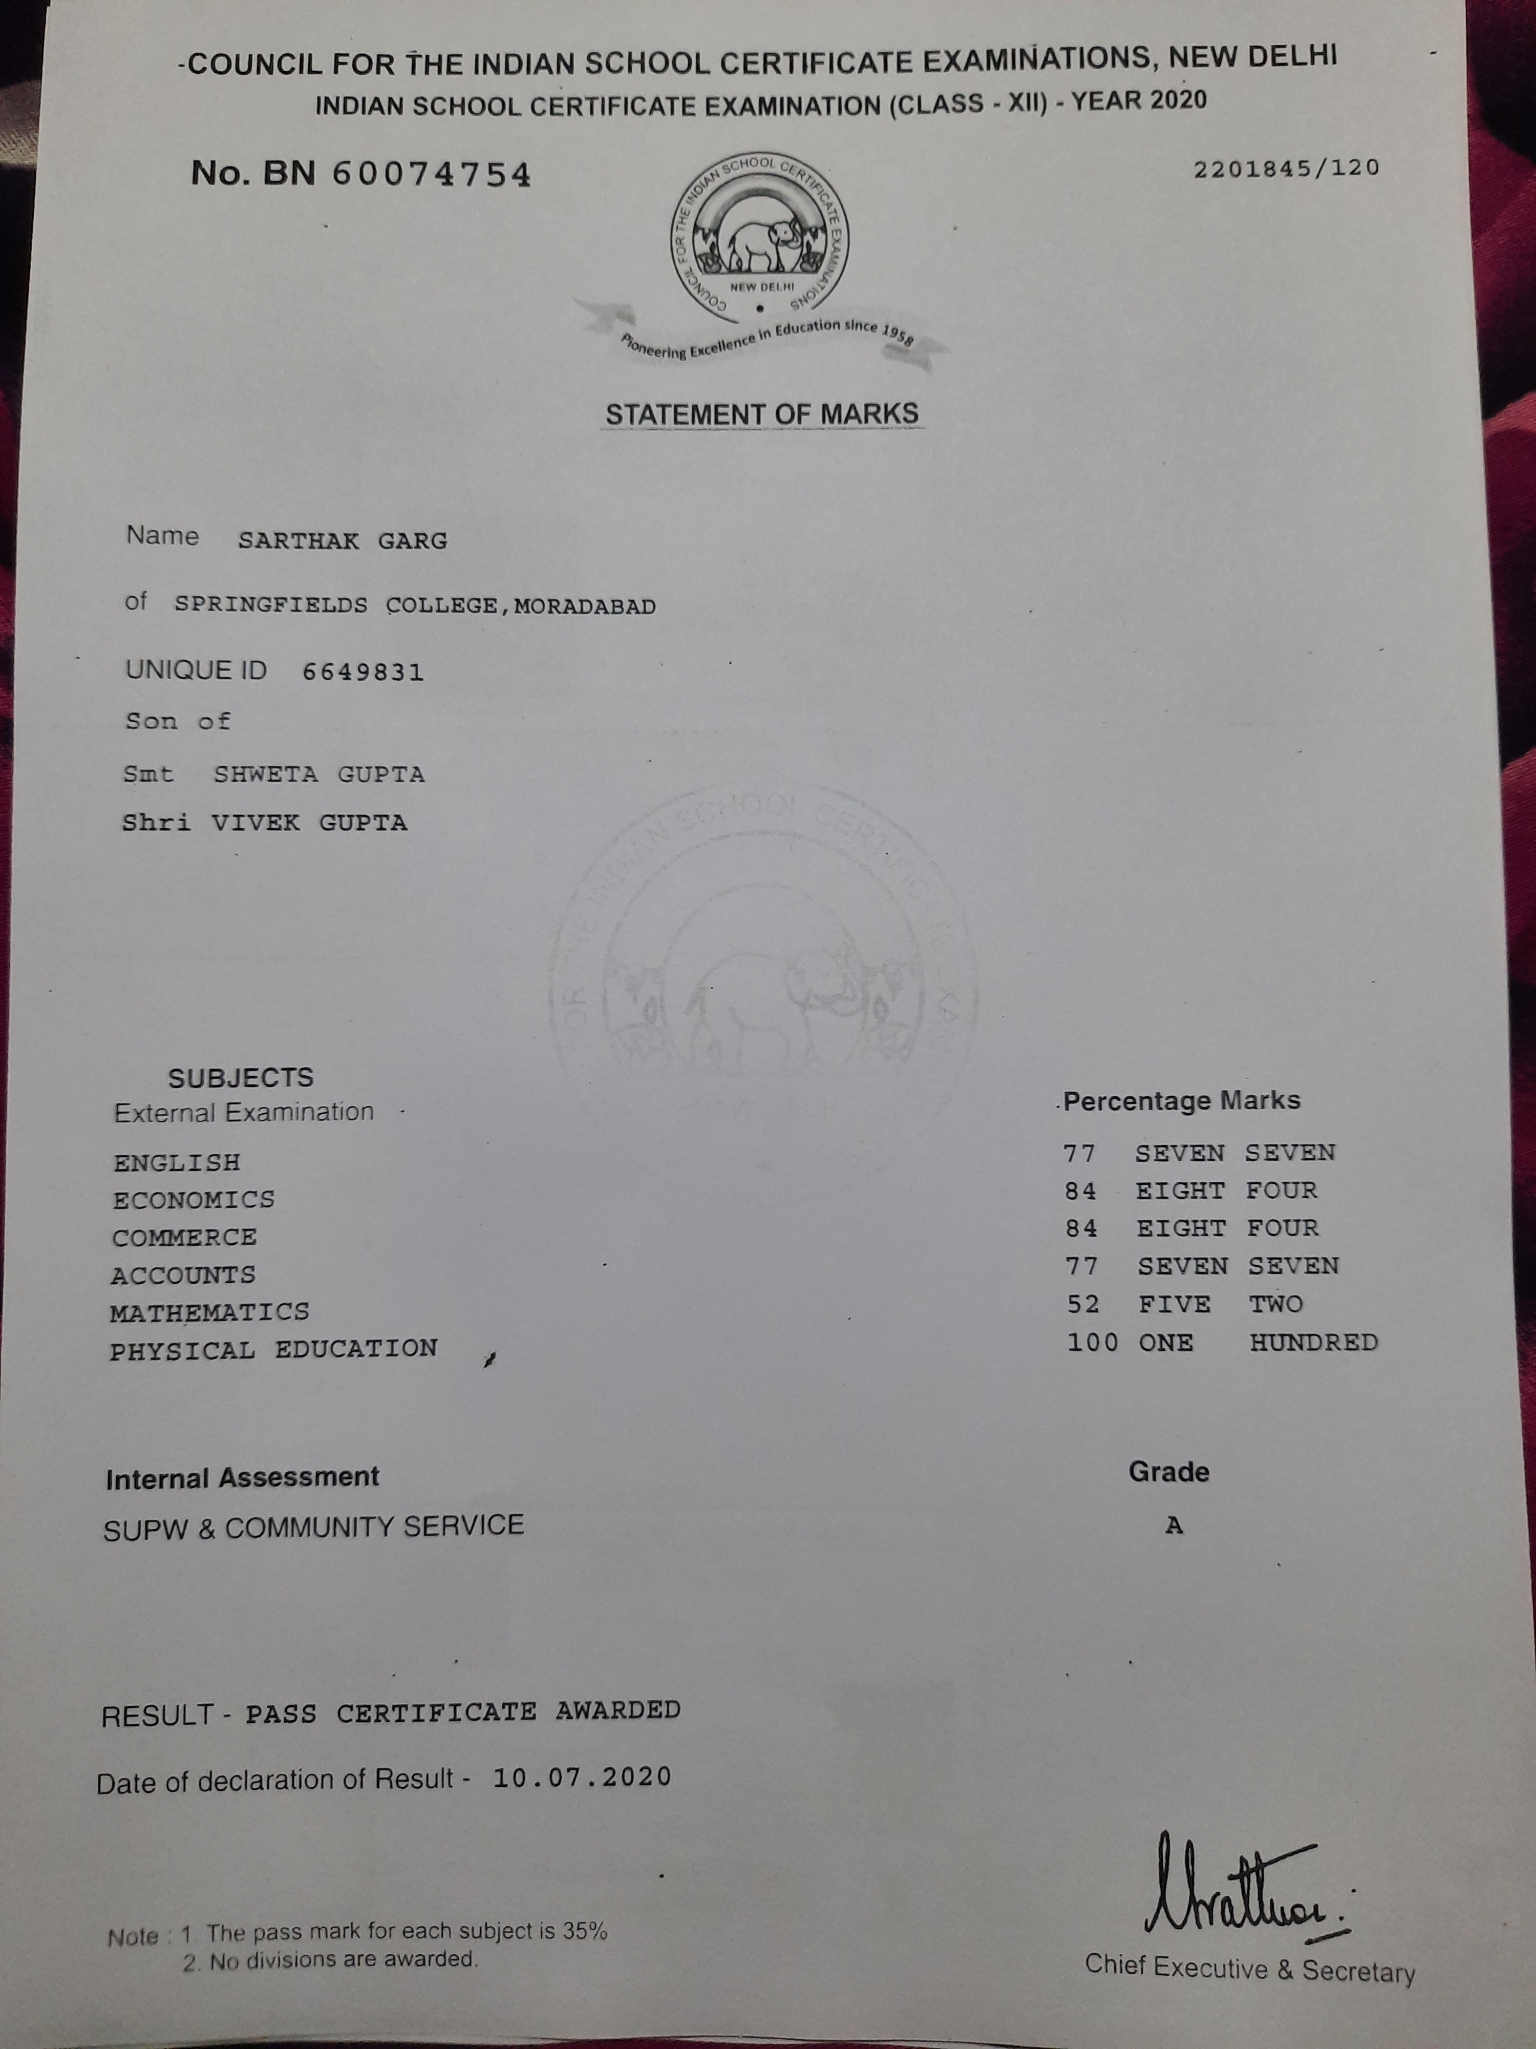 COUNCIL FOR THE INDIAN SCHOOL CERTIFICATE EXAMINATIONS, NEW DELHI
INDIAN SCHOOL CERTIFICATE EXAMINATION (CLASS - XII) - YEAR 2020
No. BN 60074754
2201845/120
COUNCIL FOR THE INDIAN SCHOOL CERTIFICATE EXAMINATIONS
NEW DELHI
Pioneering Excellence in Education since 1958
STATEMENT OF MARKS
Name SARTHAK GARG
of SPRINGFIELDS COLLEGE,MORADABAD
UNIQUE ID 6649831
Son of
Smt SHWETA GUPTA
Shri VIVEK GUPTA
SUBJECTS
External Examination Percentage Marks
ENGLISH 77 SEVEN SEVEN
ECONOMICS 84 EIGHT FOUR
COMMERCE 84 EIGHT FOUR
ACCOUNTS 77 SEVEN SEVEN
MATHEMATICS 52 FIVE TWO
PHYSICAL EDUCATION 100 ONE HUNDRED
Internal Assessment Grade
SUPW & COMMUNITY SERVICE A
RESULT - PASS CERTIFICATE AWARDED
Date of declaration of Result - 10.07.2020
Note : 1. The pass mark for each subject is 35%
2. No divisions are awarded.
Chief Executive & Secretary